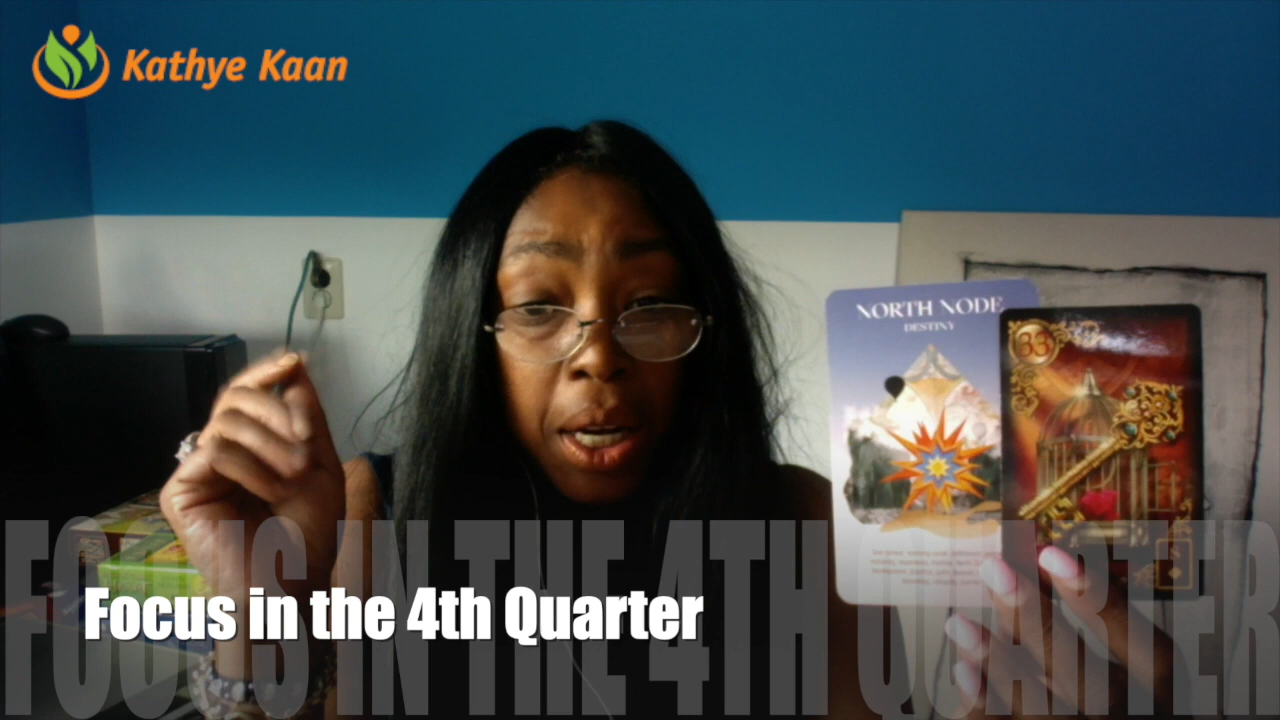 Kathye Kaan
NORTH NODE
DESTINY
33
FOCUS IN THE 4TH QUARTER
Focus in the 4th Quarter